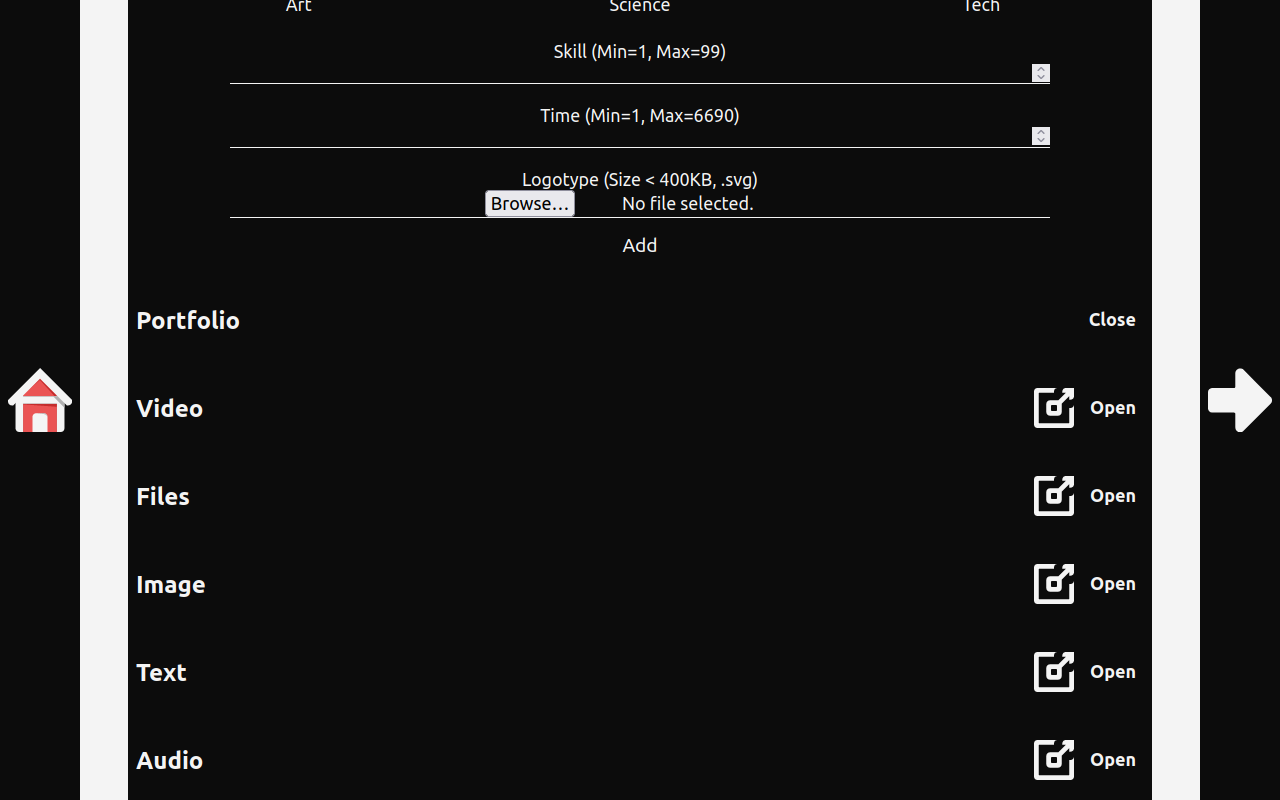 Art Science Tech
Skill (Min=1, Max=99)
Time (Min=1, Max=6690)
Logotype (Size < 400KB, .svg)
Browse... No file selected.
Add
Portfolio Close
Video Open
Files Open
Image Open
Text Open
Audio Open